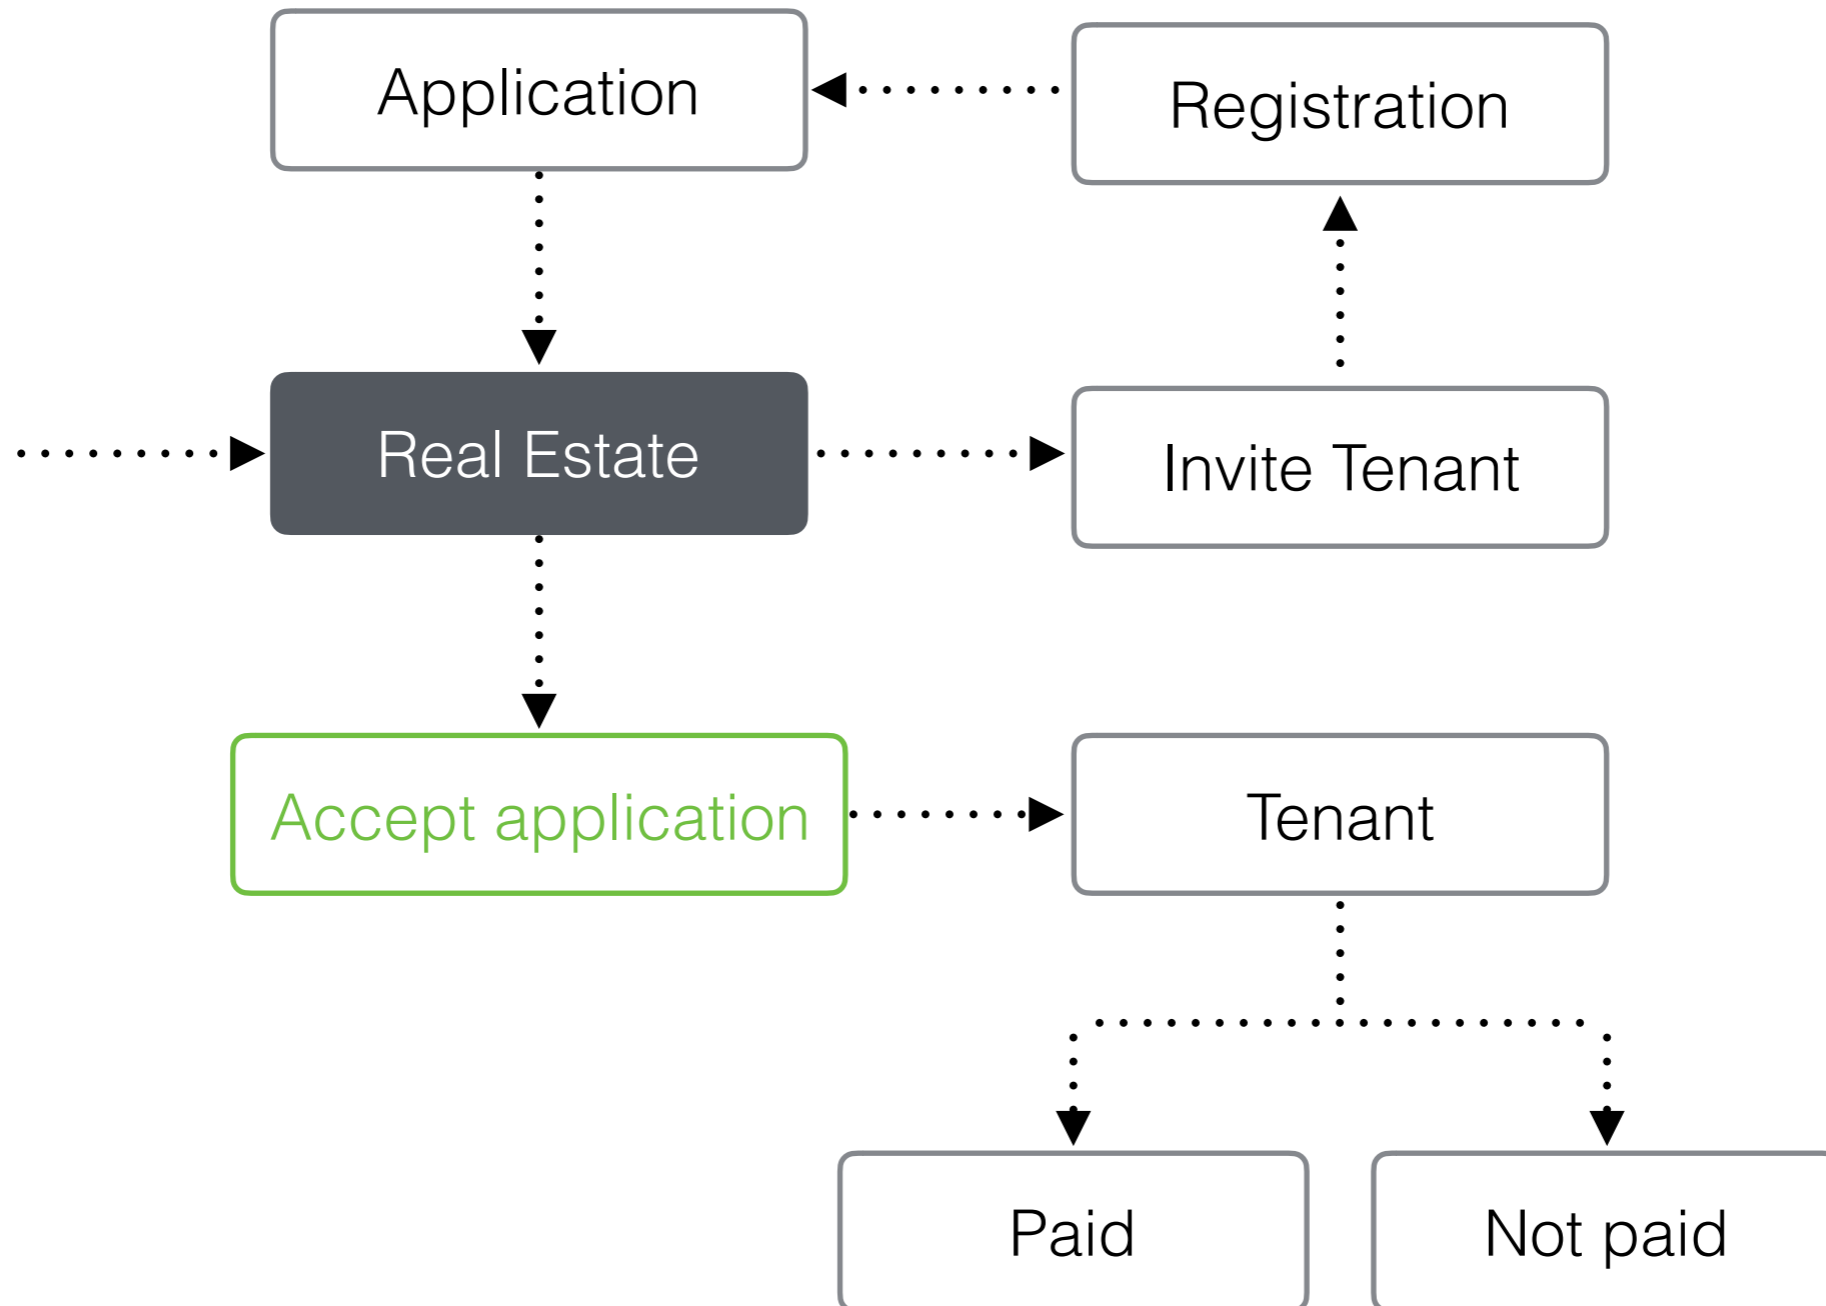 Application
Registration
Real Estate
Invite Tenant
Accept application
Tenant
Paid
Not paid